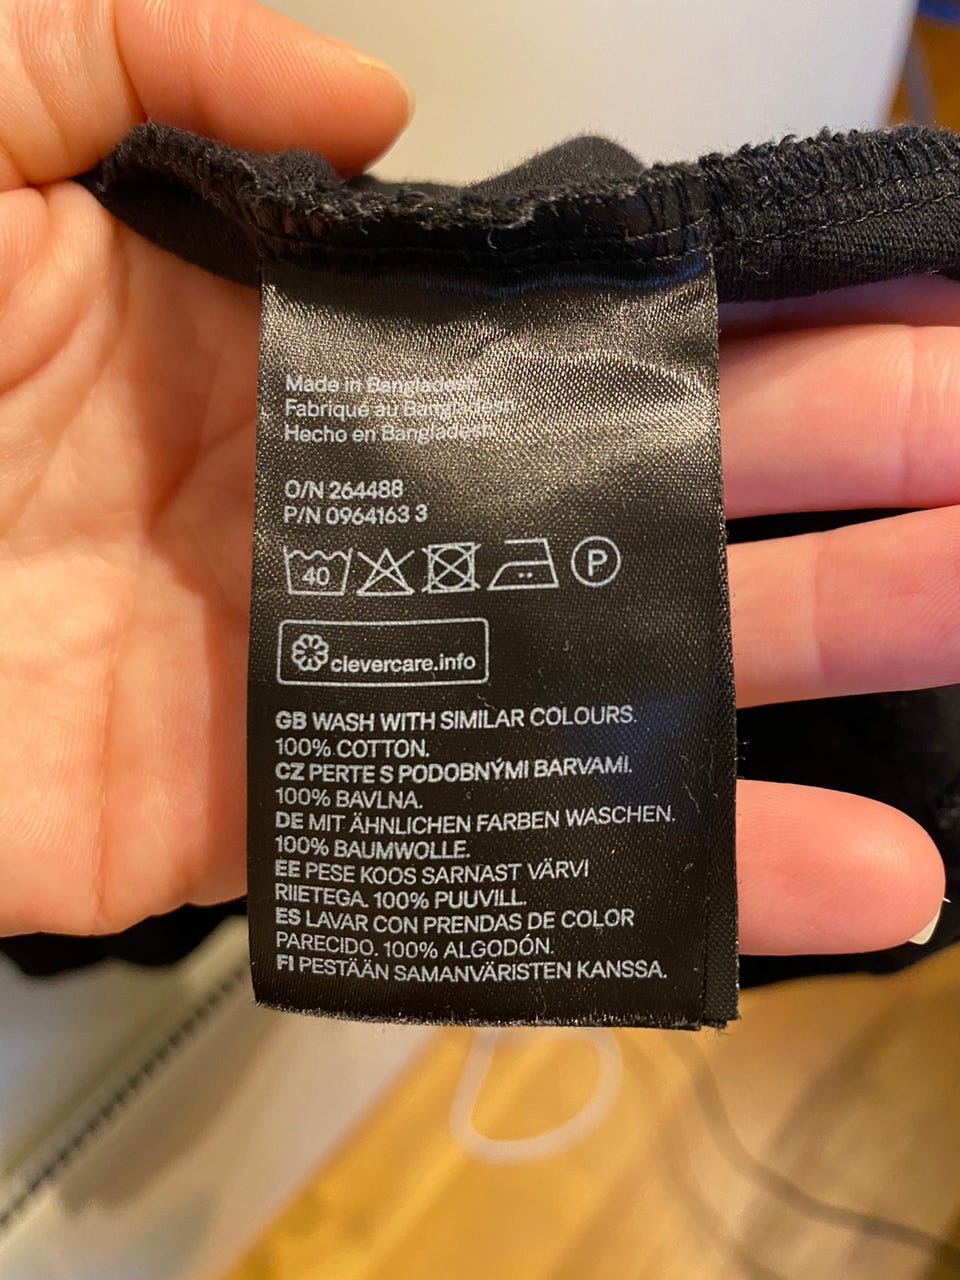 Made in Bangladesh
Fabriqué au Bangladesh
Hecho en Bangladesh
O/N 264488
P/N 0964163 3
40 P
clevercare.info
GB WASH WITH SIMILAR COLOURS.
100% COTTON.
CZ PERTE S PODOBNÝMI BARVAMI.
100% BAVLNA.
DE MIT ÄHNLICHEN FARBEN WASCHEN.
100% BAUMWOLLE.
EE PESE KOOS SARNAST VÄRVI
RIIETEGA. 100% PUUVILL.
ES LAVAR CON PRENDAS DE COLOR
PARECIDO. 100% ALGODÓN.
FI PESTÄÄN SAMANVÄRISTEN KANSSA.